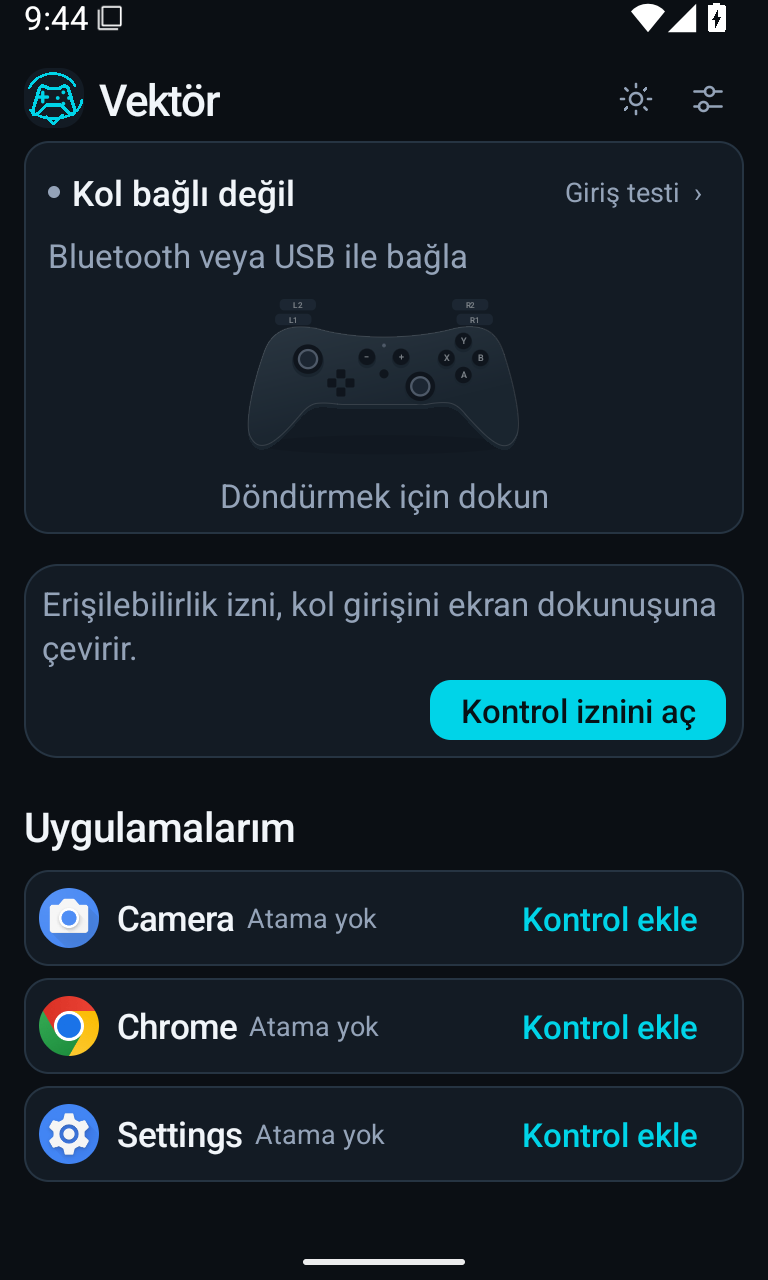 9:44
Vektör
Kol bağlı değil
Giriş testi ›
Bluetooth veya USB ile bağla
L2 R2
L1 R1
Y
X B
A
- +
Döndürmek için dokun
Erişilebilirlik izni, kol girişini ekran dokunuşuna
çevirir.
Kontrol iznini aç
Uygulamalarım
Camera Atama yok Kontrol ekle
Chrome Atama yok Kontrol ekle
Settings Atama yok Kontrol ekle